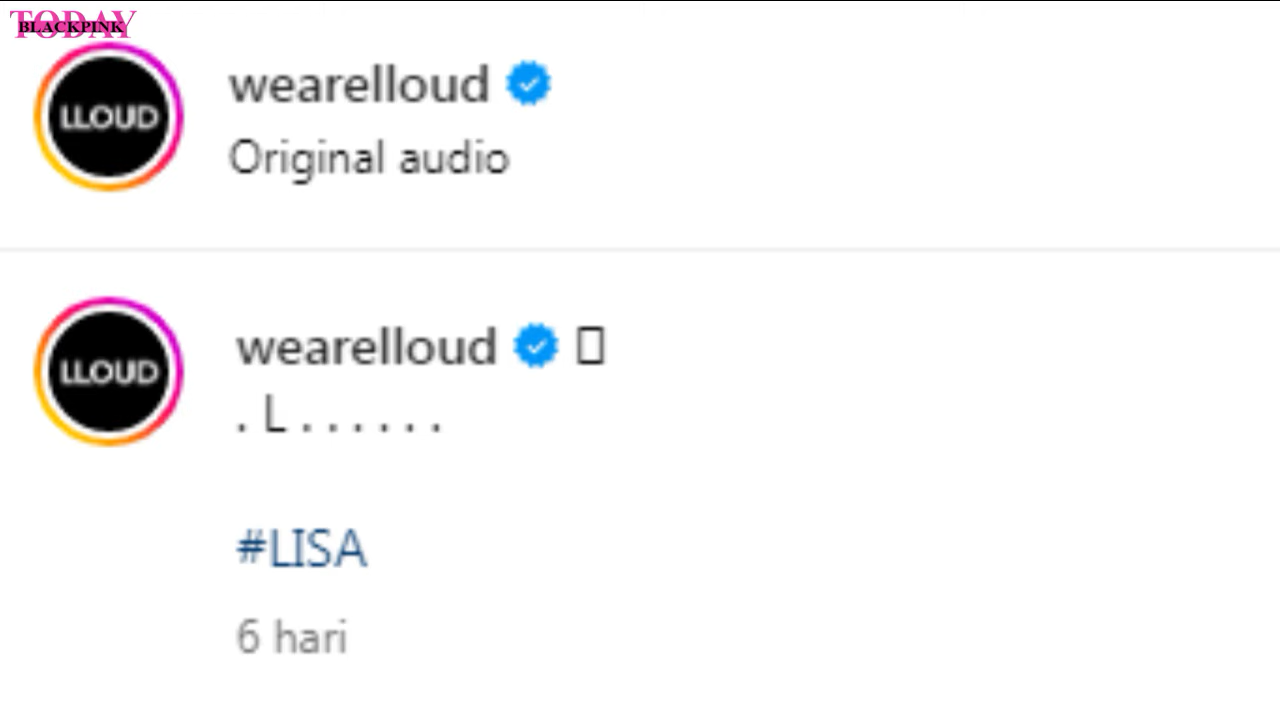 TODAY
BLACKPINK
LLOUD
wearelloud
Original audio
LLOUD
wearelloud
. L . . . . . .
#LISA
6 hari